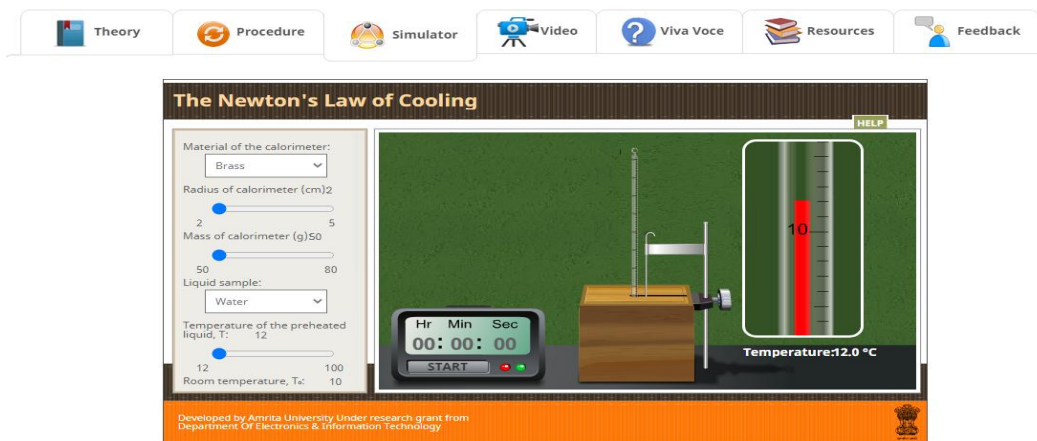 Theory Procedure Simulator Video Viva Voce Resources Feedback
The Newton's Law of Cooling
HELP
Material of the calorimeter:
Brass
Radius of calorimeter (cm)2
2 5
Mass of calorimeter (g)50
50 80
Liquid sample:
Water
Temperature of the preheated
liquid, T: 12
12 100
Room temperature, Tₑ: 10
Hr Min Sec
00: 00: 00
START
10
Temperature:12.0 °C
Developed by Amrita University Under research grant from
Department Of Electronics & Information Technology